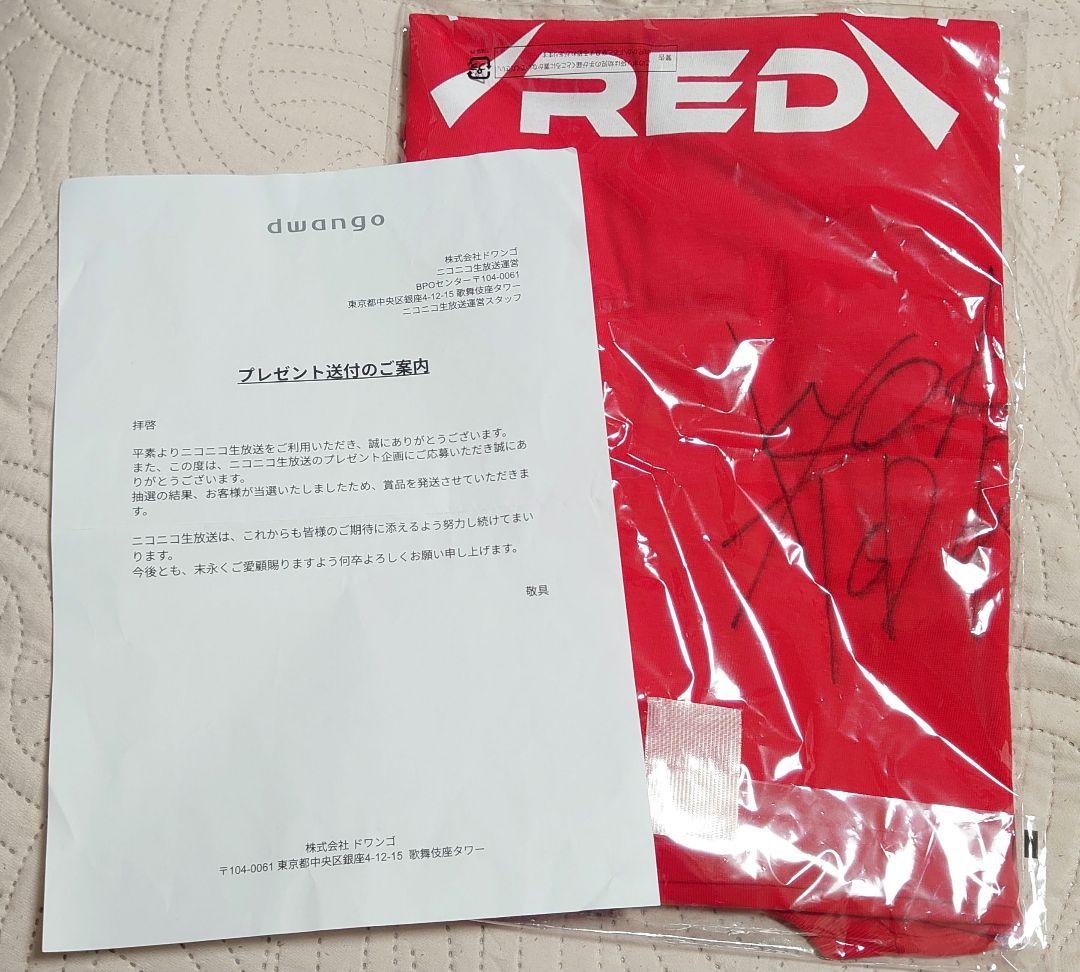 dwango
株式会社ドワンゴ
ニコニコ生放送運営
BPOセンター〒104-0061
東京都中央区銀座4-12-15 歌舞伎座タワー
ニコニコ生放送運営スタッフ
プレゼント送付のご案内
拝啓
平素よりニコニコ生放送をご利用いただき、誠にありがとうございます。
また、この度は、ニコニコ生放送のプレゼント企画にご応募いただき誠にあ
りがとうございます。
抽選の結果、お客様が当選いたしましたため、賞品を発送させていただきま
す。
ニコニコ生放送は、これからも皆様のご期待に添えるよう努力し続けてまい
ります。
今後とも、末永くご愛顧賜りますよう何卒よろしくお願い申し上げます。
敬具
株式会社 ドワンゴ
〒104-0061 東京都中央区銀座4-12-15 歌舞伎座タワー
RED